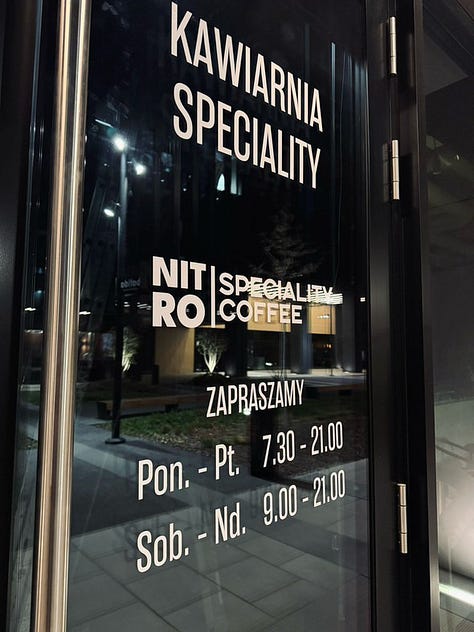 KAWIARNIA
SPECIALITY
NIT
RO
SPECIALITY
COFFEE
ZAPRASZAMY
Pon. - Pt. 7.30 - 21.00
Sob. - Nd. 9.00 - 21.00